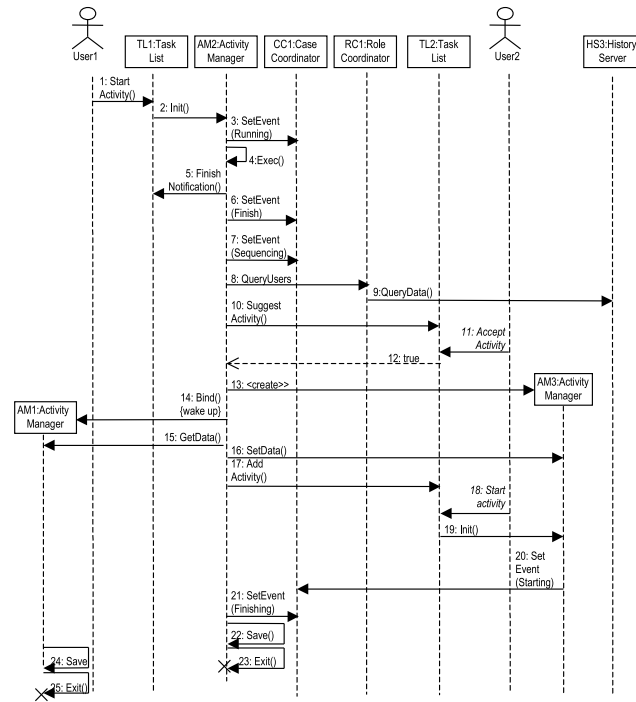 User1
TL1:Task
List
AM2:Activity
Manager
CC1:Case
Coordinator
RC1:Role
Coordinator
TL2:Task
List
User2
HS3:History
Server
1: Start
Activity()
2: Init()
3: SetEvent
(Running)
4:Exec()
5: Finish
Notification()
6: SetEvent
(Finish)
7: SetEvent
(Sequencing)
8: QueryUsers
9:QueryData()
10: Suggest
Activity()
11: Accept
Activity
12: true
13: <create>>
AM3:Activity
Manager
14: Bind()
{wake up}
AM1:Activity
Manager
15: GetData()
16: SetData()
17: Add
Activity()
18: Start
activity
19: Init()
20: Set
Event
(Starting)
21: SetEvent
(Finishing)
22: Save()
23: Exit()
24: Save
25: Exit()